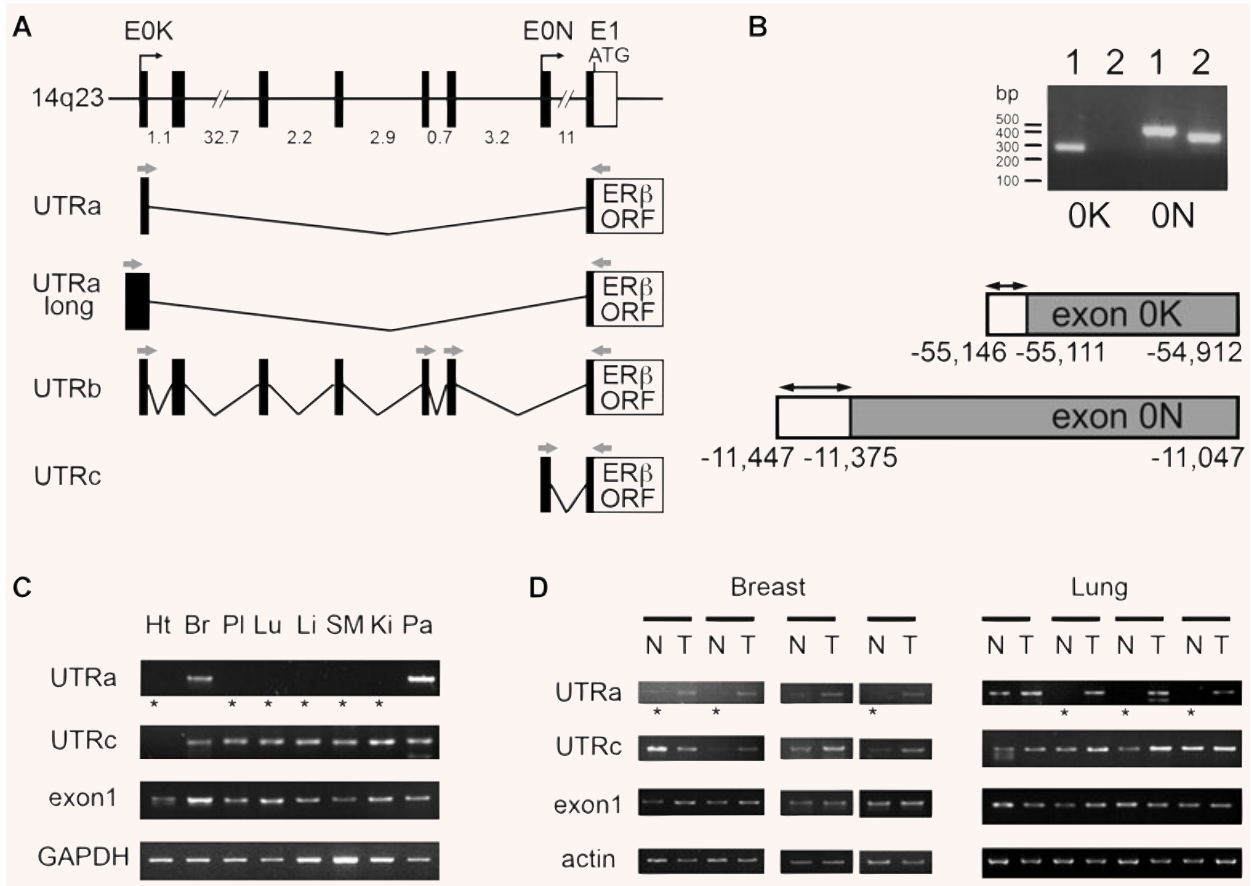 A
E0K E0N E1
ATG
14q23
1.1 32.7 2.2 2.9 0.7 3.2 11
UTRa
ERβ
ORF
UTRa
long
ERβ
ORF
UTRb
ERβ
ORF
UTRc
ERβ
ORF
B
1 2 1 2
bp
500
400
300
200
100
0K 0N
exon 0K
-55,146 -55,111 -54,912
exon 0N
-11,447 -11,375 -11,047
C
Ht Br Pl Lu Li SM Ki Pa
UTRa
* * * * * *
UTRc
exon1
GAPDH
D
Breast Lung
N T N T N T N T N T N T N T N T
UTRa
* * * * * *
UTRc
exon1
actin